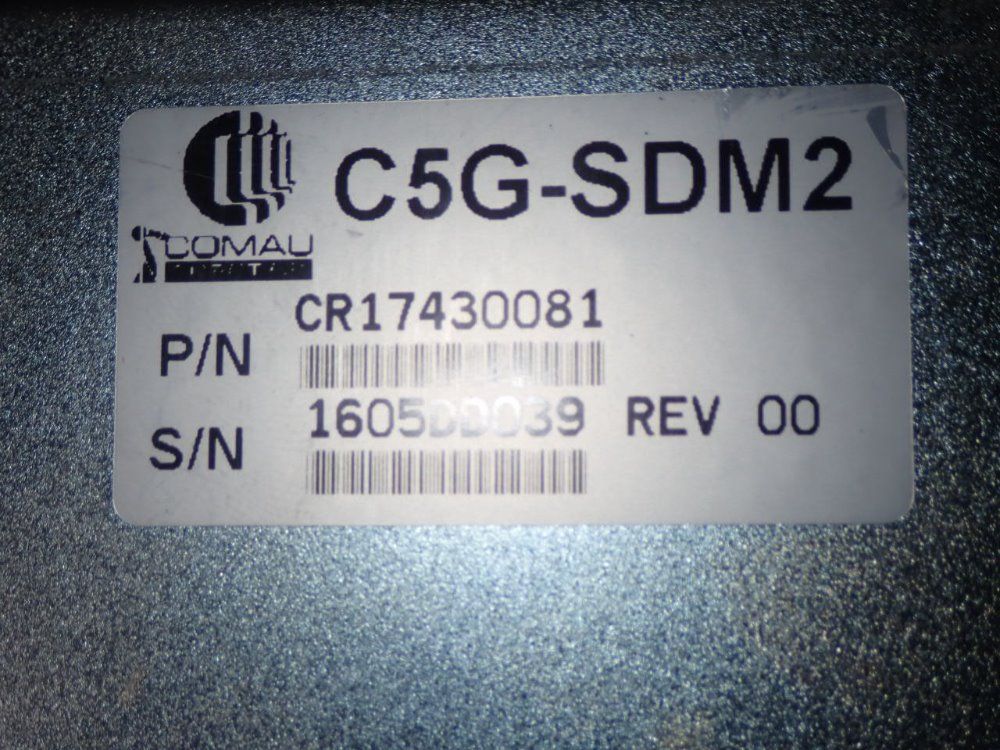 C5G-SDM2
COMAU
P/N CR17430081
S/N 1605DD039 REV 00